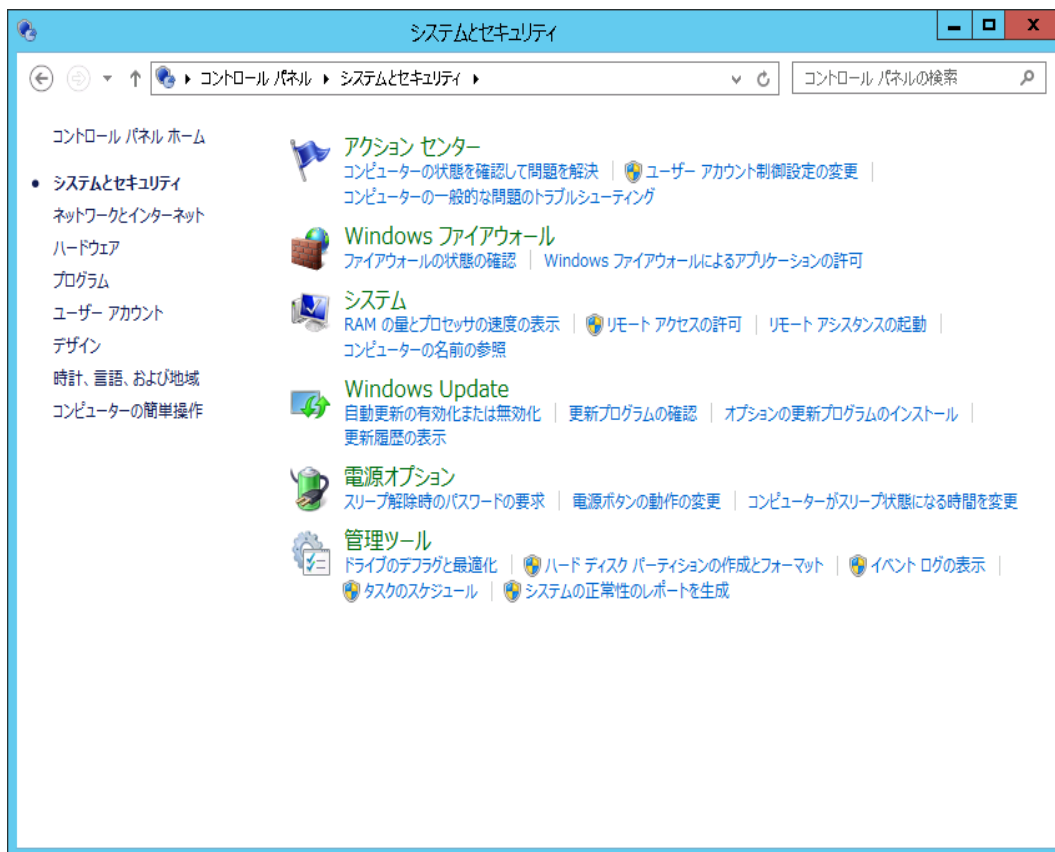 システムとセキュリティ
コントロール パネル システムとセキュリティ
コントロール パネルの検索
コントロール パネル ホーム
システムとセキュリティ
ネットワークとインターネット
ハードウェア
プログラム
ユーザー アカウント
デザイン
時計、言語、および地域
コンピューターの簡単操作
アクション センター
コンピューターの状態を確認して問題を解決 ユーザー アカウント制御設定の変更
コンピューターの一般的な問題のトラブルシューティング
Windows ファイアウォール
ファイアウォールの状態の確認 Windows ファイアウォールによるアプリケーションの許可
システム
RAM の量とプロセッサの速度の表示 リモート アクセスの許可 リモート アシスタンスの起動
コンピューターの名前の参照
Windows Update
自動更新の有効化または無効化 更新プログラムの確認 オプションの更新プログラムのインストール
更新履歴の表示
電源オプション
スリープ解除時のパスワードの要求 電源ボタンの動作の変更 コンピューターがスリープ状態になる時間を変更
管理ツール
ドライブのデフラグと最適化 ハード ディスク パーティションの作成とフォーマット イベント ログの表示
タスクのスケジュール システムの正常性のレポートを生成